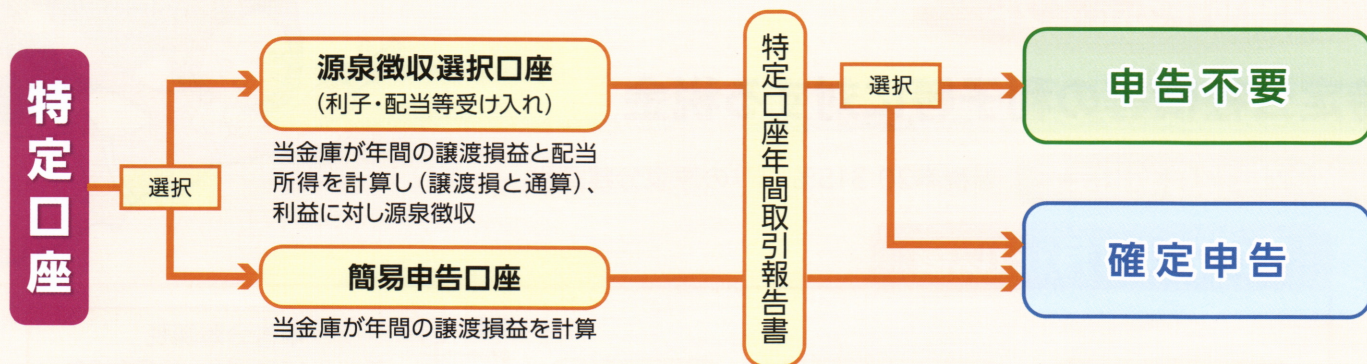 特定口座
選択
源泉徴収選択口座
(利子・配当等受け入れ)
当金庫が年間の譲渡損益と配当
所得を計算し(譲渡損と通算)、
利益に対し源泉徴収
簡易申告口座
当金庫が年間の譲渡損益を計算
特定口座年間取引報告書
選択
申告不要
確定申告